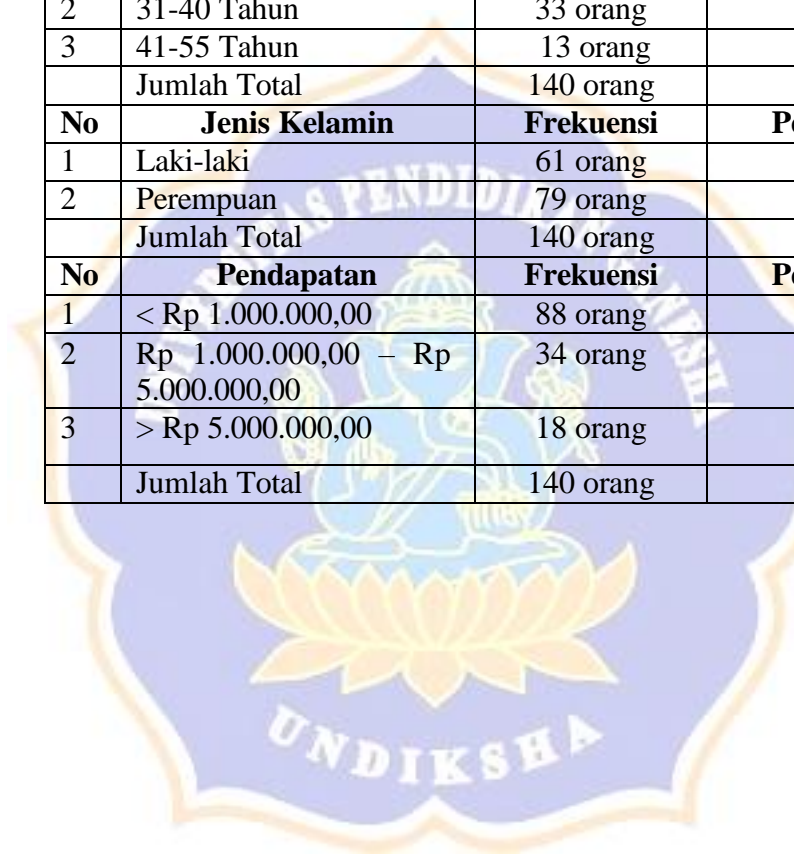 2 31-40 Tahun 33 orang
3 41-55 Tahun 13 orang
Jumlah Total 140 orang
No Jenis Kelamin Frekuensi
1 Laki-laki 61 orang
2 Perempuan 79 orang
Jumlah Total 140 orang
No Pendapatan Frekuensi
1 < Rp 1.000.000,00 88 orang
2 Rp 1.000.000,00 – Rp 34 orang
5.000.000,00
3 > Rp 5.000.000,00 18 orang
Jumlah Total 140 orang
UNIVERSITAS PENDIDIKAN GANESHA
UNDIKSHA